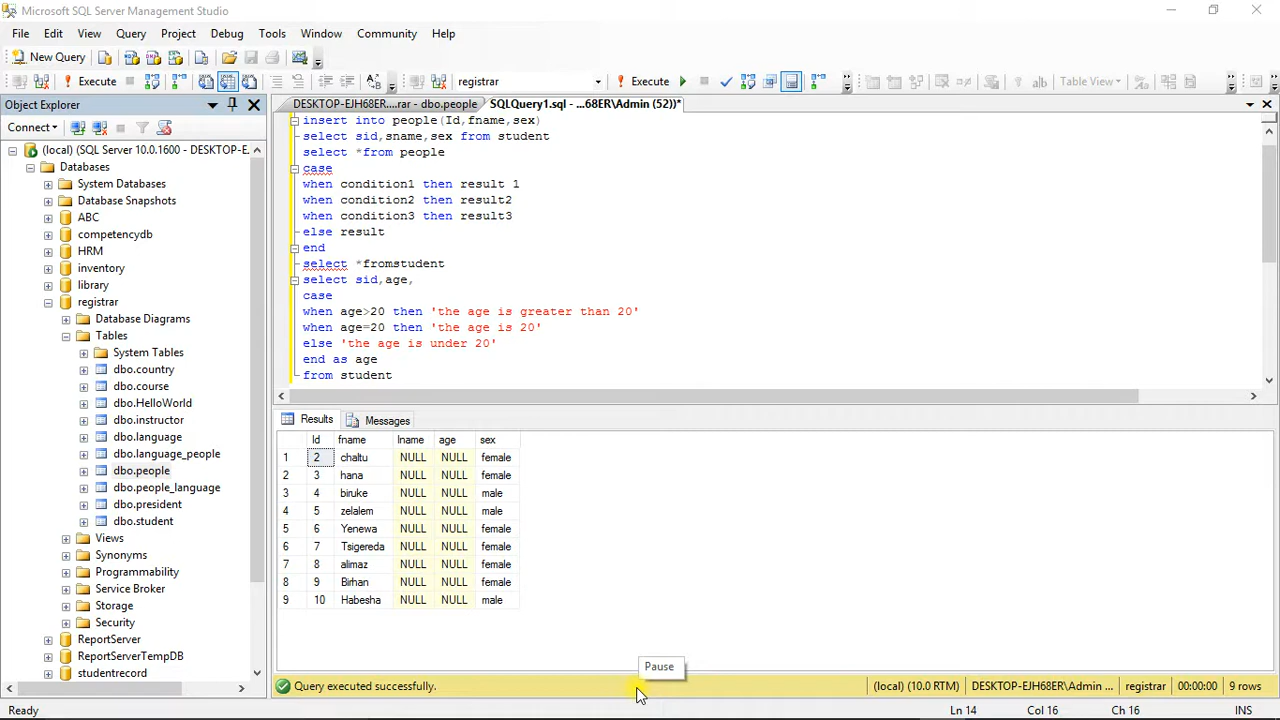 Microsoft SQL Server Management Studio
File Edit View Query Project Debug Tools Window Community Help
New Query
Execute registrar Execute Table View
Object Explorer
DESKTOP-EJH68ER....rar - dbo.people SQLQuery1.sql - ...68ER\Admin (52))*
Connect
(local) (SQL Server 10.0.1600 - DESKTOP-E.
Databases
System Databases
Database Snapshots
ABC
competencydb
HRM
inventory
library
registrar
Database Diagrams
Tables
System Tables
dbo.country
dbo.course
dbo.HelloWorld
dbo.instructor
dbo.language
dbo.language_people
dbo.people
dbo.people_language
dbo.president
dbo.student
Views
Synonyms
Programmability
Service Broker
Storage
Security
ReportServer
ReportServerTempDB
studentrecord
insert into people(Id,fname,sex)
select sid,sname,sex from student
select *from people
case
when condition1 then result 1
when condition2 then result2
when condition3 then result3
else result
end
select *fromstudent
select sid,age,
case
when age>20 then 'the age is greater than 20'
when age=20 then 'the age is 20'
else 'the age is under 20'
end as age
from student
Results Messages
Id fname lname age sex
1 2 chaltu NULL NULL female
2 3 hana NULL NULL female
3 4 biruke NULL NULL male
4 5 zelalem NULL NULL male
5 6 Yenewa NULL NULL female
6 7 Tsigereda NULL NULL female
7 8 alimaz NULL NULL female
8 9 Birhan NULL NULL female
9 10 Habesha NULL NULL male
Pause
Query executed successfully. (local) (10.0 RTM) DESKTOP-EJH68ER\Admin ... registrar 00:00:00 9 rows
Ready Ln 14 Col 16 Ch 16 INS